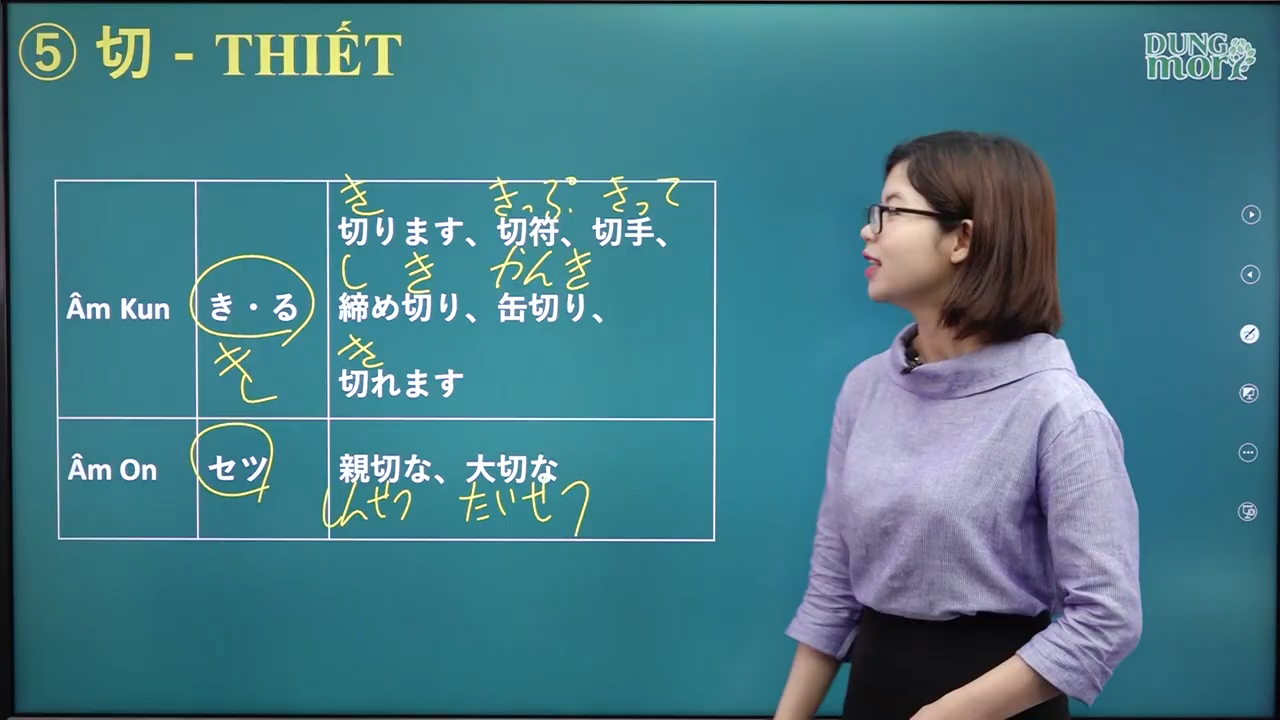 ⑤ 切 - THIẾT
DUNG
mori
き きっぷ きって
切ります、切符、切手、
し き かんき
Âm Kun き・る 締め切り、缶切り、
き き
切れます
Âm On セツ 親切な、大切な
しんせつ たいせつ